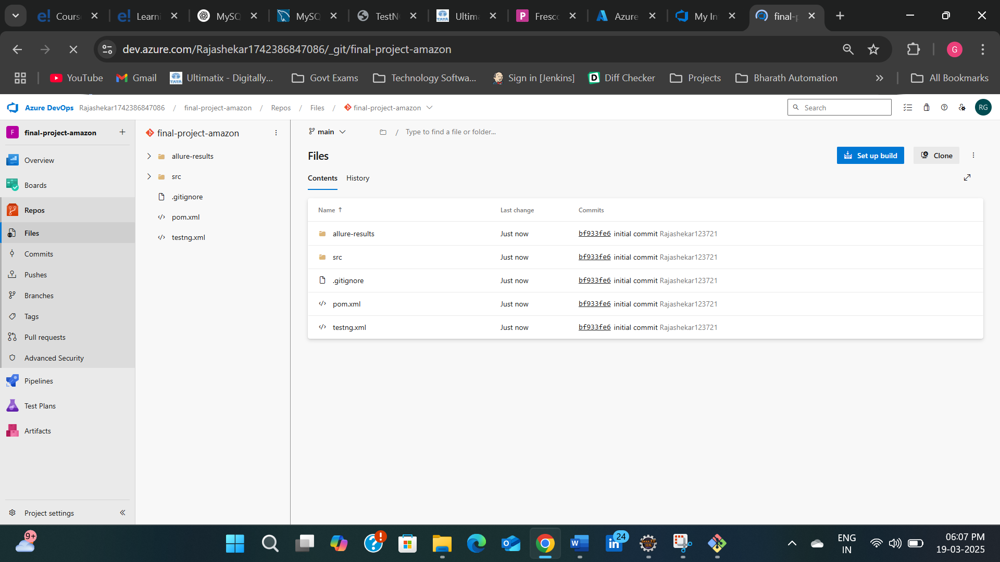 Cours
Learni
MySQ
MySQ
TestN
Ultima
Fresco
Azure
My In
final-p
dev.azure.com/Rajashekar1742386847086/_git/final-project-amazon
G
YouTube
Gmail
Ultimatix - Digitally...
Govt Exams
Technology Softwa...
Sign in [Jenkins]
Diff Checker
Projects
Bharath Automation
All Bookmarks
Azure DevOps
Rajashekar1742386847086 / final-project-amazon / Repos / Files / final-project-amazon
Search
RG
F
final-project-amazon
Overview
Boards
Repos
Files
Commits
Pushes
Branches
Tags
Pull requests
Advanced Security
Pipelines
Test Plans
Artifacts
Project settings
final-project-amazon
allure-results
src
.gitignore
pom.xml
testng.xml
main
/ Type to find a file or folder...
Files
Set up build
Clone
Contents
History
Name
Last change
Commits
allure-results Just now bf933fe6 initial commit Rajashekar123721
src Just now bf933fe6 initial commit Rajashekar123721
.gitignore Just now bf933fe6 initial commit Rajashekar123721
pom.xml Just now bf933fe6 initial commit Rajashekar123721
testng.xml Just now bf933fe6 initial commit Rajashekar123721
9+
24
ENG
IN
06:07 PM
19-03-2025